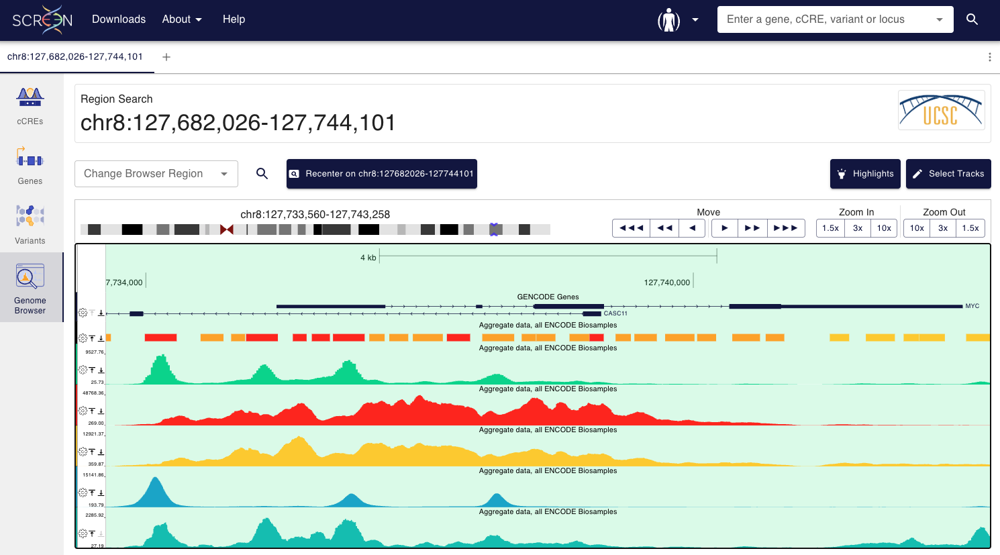 SCREEN
Downloads
About
Help
Enter a gene, cCRE, variant or locus
chr8:127,682,026-127,744,101
cCREs
Genes
Variants
Genome
Browser
Region Search
chr8:127,682,026-127,744,101
UCSC
Change Browser Region
Recenter on chr8:127682026-127744101
Highlights
Select Tracks
chr8:127,733,560-127,743,258
Move
Zoom In
1.5x 3x 10x
Zoom Out
10x 3x 1.5x
4 kb
7,734,000
127,740,000
GENCODE Genes
MYC
CASC11
Aggregate data, all ENCODE Biosamples
Aggregate data, all ENCODE Biosamples
9527.76
25.73
Aggregate data, all ENCODE Biosamples
48768.36
269.00
Aggregate data, all ENCODE Biosamples
12921.37
359.87
Aggregate data, all ENCODE Biosamples
15141.86
193.79
Aggregate data, all ENCODE Biosamples
2285.92
27.19